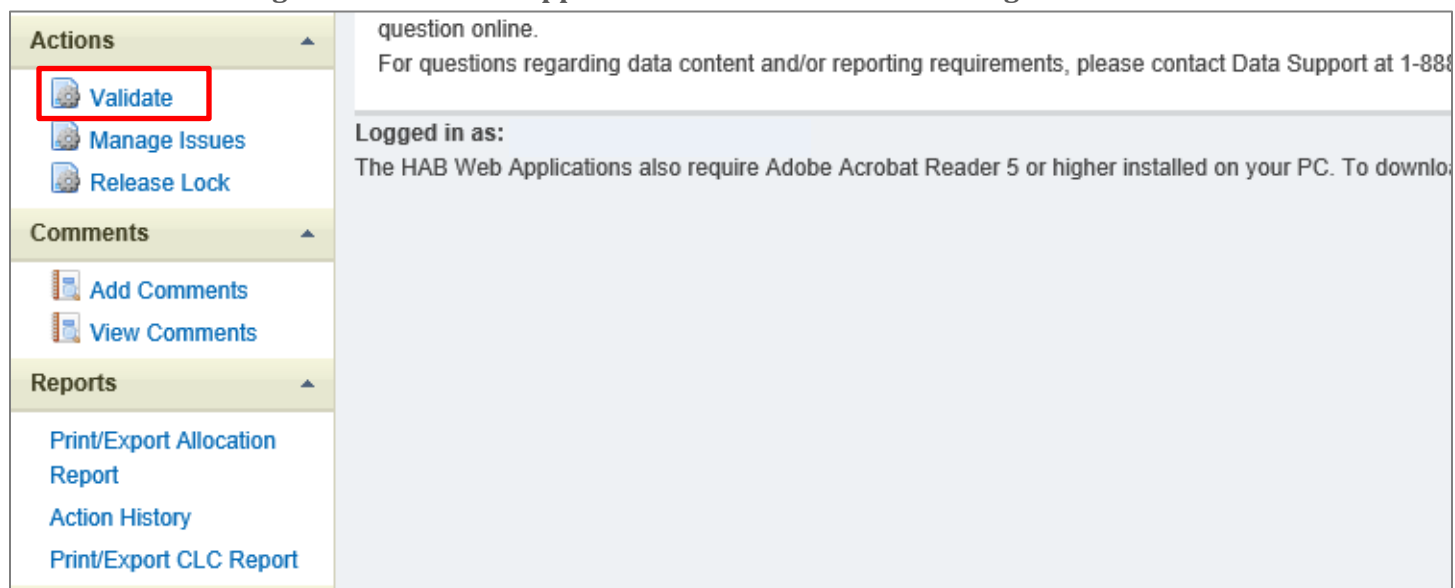 Actions
Validate
Manage Issues
Release Lock
Comments
Add Comments
View Comments
Reports
Print/Export Allocation
Report
Action History
Print/Export CLC Report
question online.
For questions regarding data content and/or reporting requirements, please contact Data Support at 1-888
Logged in as:
The HAB Web Applications also require Adobe Acrobat Reader 5 or higher installed on your PC. To downlo